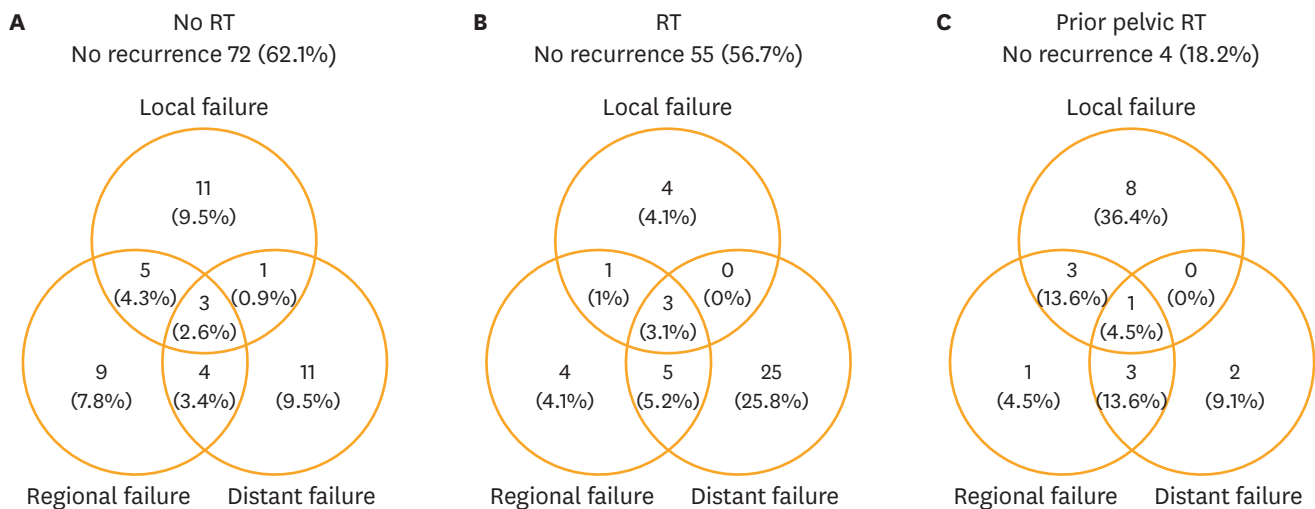 A
No RT
No recurrence 72 (62.1%)
Local failure
11
(9.5%)
5
(4.3%)
1
(0.9%)
3
(2.6%)
9
(7.8%)
4
(3.4%)
11
(9.5%)
Regional failure
Distant failure
B
RT
No recurrence 55 (56.7%)
Local failure
4
(4.1%)
1
(1%)
0
(0%)
3
(3.1%)
4
(4.1%)
5
(5.2%)
25
(25.8%)
Regional failure
Distant failure
C
Prior pelvic RT
No recurrence 4 (18.2%)
Local failure
8
(36.4%)
3
(13.6%)
0
(0%)
1
(4.5%)
1
(4.5%)
3
(13.6%)
2
(9.1%)
Regional failure
Distant failure